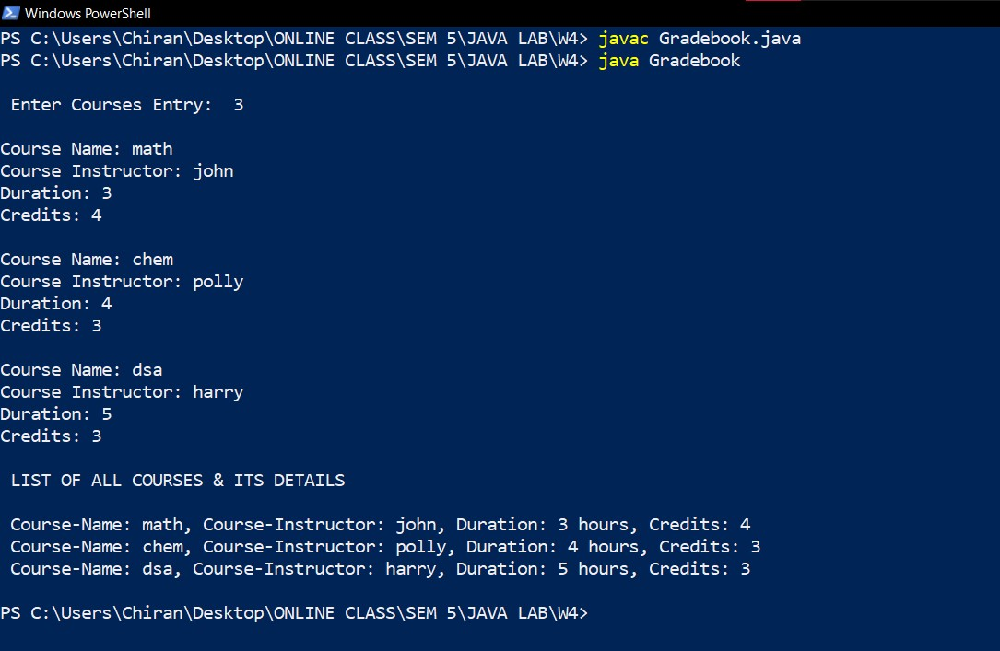 Windows PowerShell
PS C:\Users\Chiran\Desktop\ONLINE CLASS\SEM 5\JAVA LAB\W4> javac Gradebook.java
PS C:\Users\Chiran\Desktop\ONLINE CLASS\SEM 5\JAVA LAB\W4> java Gradebook
Enter Courses Entry:  3
Course Name: math
Course Instructor: john
Duration: 3
Credits: 4
Course Name: chem
Course Instructor: polly
Duration: 4
Credits: 3
Course Name: dsa
Course Instructor: harry
Duration: 5
Credits: 3
LIST OF ALL COURSES & ITS DETAILS
Course-Name: math, Course-Instructor: john, Duration: 3 hours, Credits: 4
Course-Name: chem, Course-Instructor: polly, Duration: 4 hours, Credits: 3
Course-Name: dsa, Course-Instructor: harry, Duration: 5 hours, Credits: 3
PS C:\Users\Chiran\Desktop\ONLINE CLASS\SEM 5\JAVA LAB\W4>